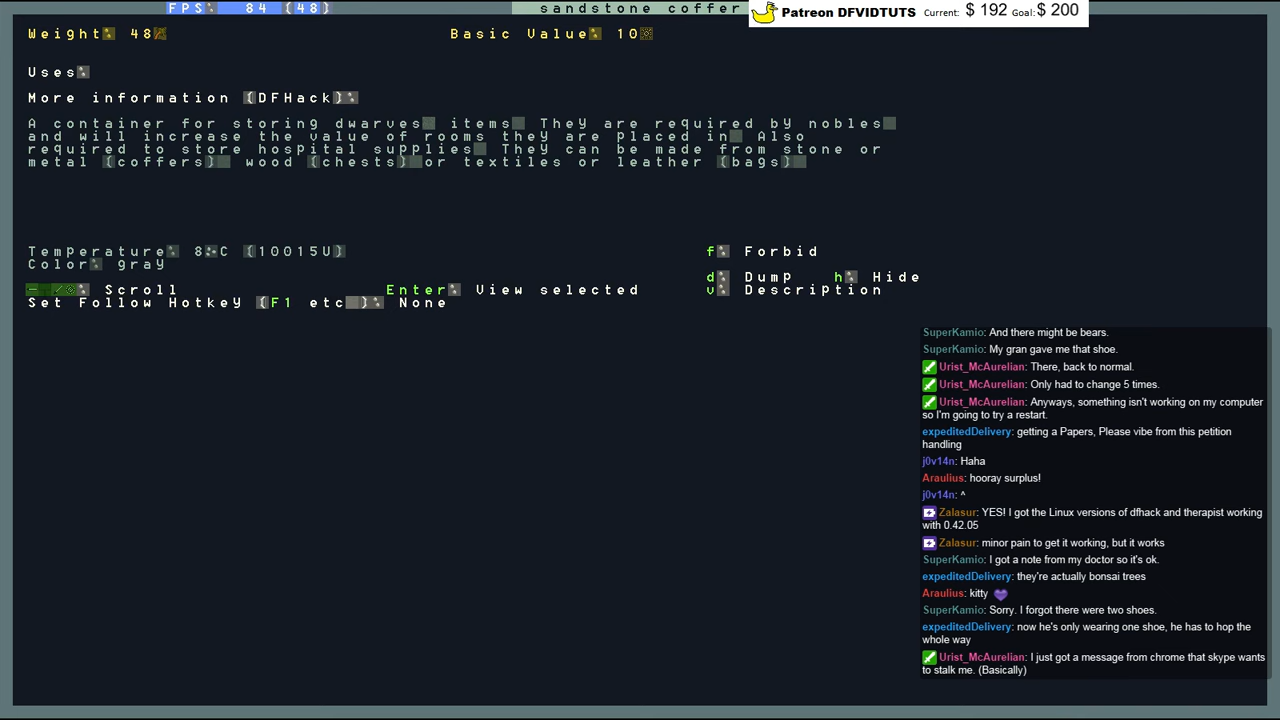 FPS: 84 (48)
sandstone coffer
Patreon DFVIDTUTS Current: $ 192 Goal: $ 200
Weight: 48 Basic Value: 10☼
Uses:
More information (DFHack):
A container for storing dwarves' items. They are required by nobles,
and will increase the value of rooms they are placed in. Also
required to store hospital supplies. They can be made from stone or
metal (coffers), wood (chests), or textiles or leather (bags).
Temperature: 8°C (10015U)
f: Forbid
Color: gray
d: Dump h: Hide
Scroll Enter: View selected v: Description
Set Follow Hotkey (F1 etc.): None
SuperKamio: And there might be bears.
SuperKamio: My gran gave me that shoe.
Urist_McAurelian: There, back to normal.
Urist_McAurelian: Only had to change 5 times.
Urist_McAurelian: Anyways, something isn't working on my computer
so I'm going to try a restart.
expeditedDelivery: getting a Papers, Please vibe from this petition
handling
j0v14n: Haha
Araulius: hooray surplus!
j0v14n: ^
Zalasur: YES! I got the Linux versions of dfhack and therapist working
with 0.42.05
Zalasur: minor pain to get it working, but it works
SuperKamio: I got a note from my doctor so it's ok.
expeditedDelivery: they're actually bonsai trees
Araulius: kitty
SuperKamio: Sorry. I forgot there were two shoes.
expeditedDelivery: now he's only wearing one shoe, he has to hop the
whole way
Urist_McAurelian: I just got a message from chrome that skype wants
to stalk me. (Basically)